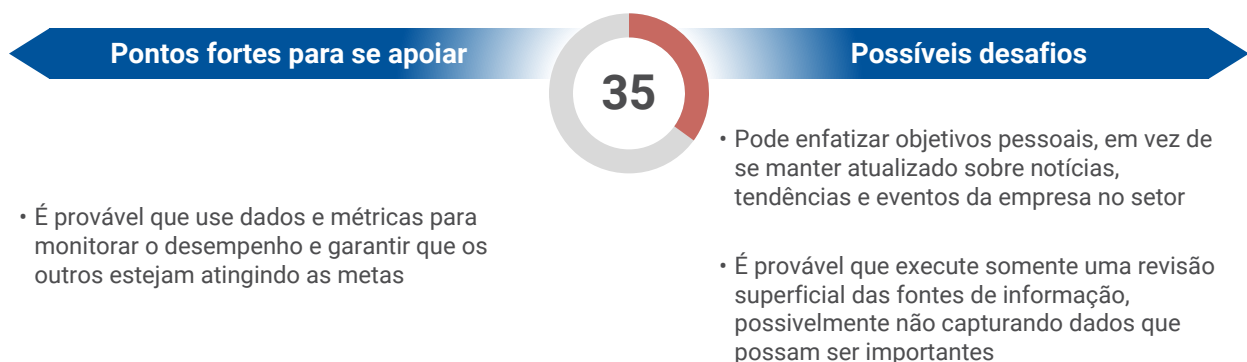 Pontos fortes para se apoiar
35
Possíveis desafios
• É provável que use dados e métricas para
monitorar o desempenho e garantir que os
outros estejam atingindo as metas
• Pode enfatizar objetivos pessoais, em vez de
se manter atualizado sobre notícias,
tendências e eventos da empresa no setor
• É provável que execute somente uma revisão
superficial das fontes de informação,
possivelmente não capturando dados que
possam ser importantes